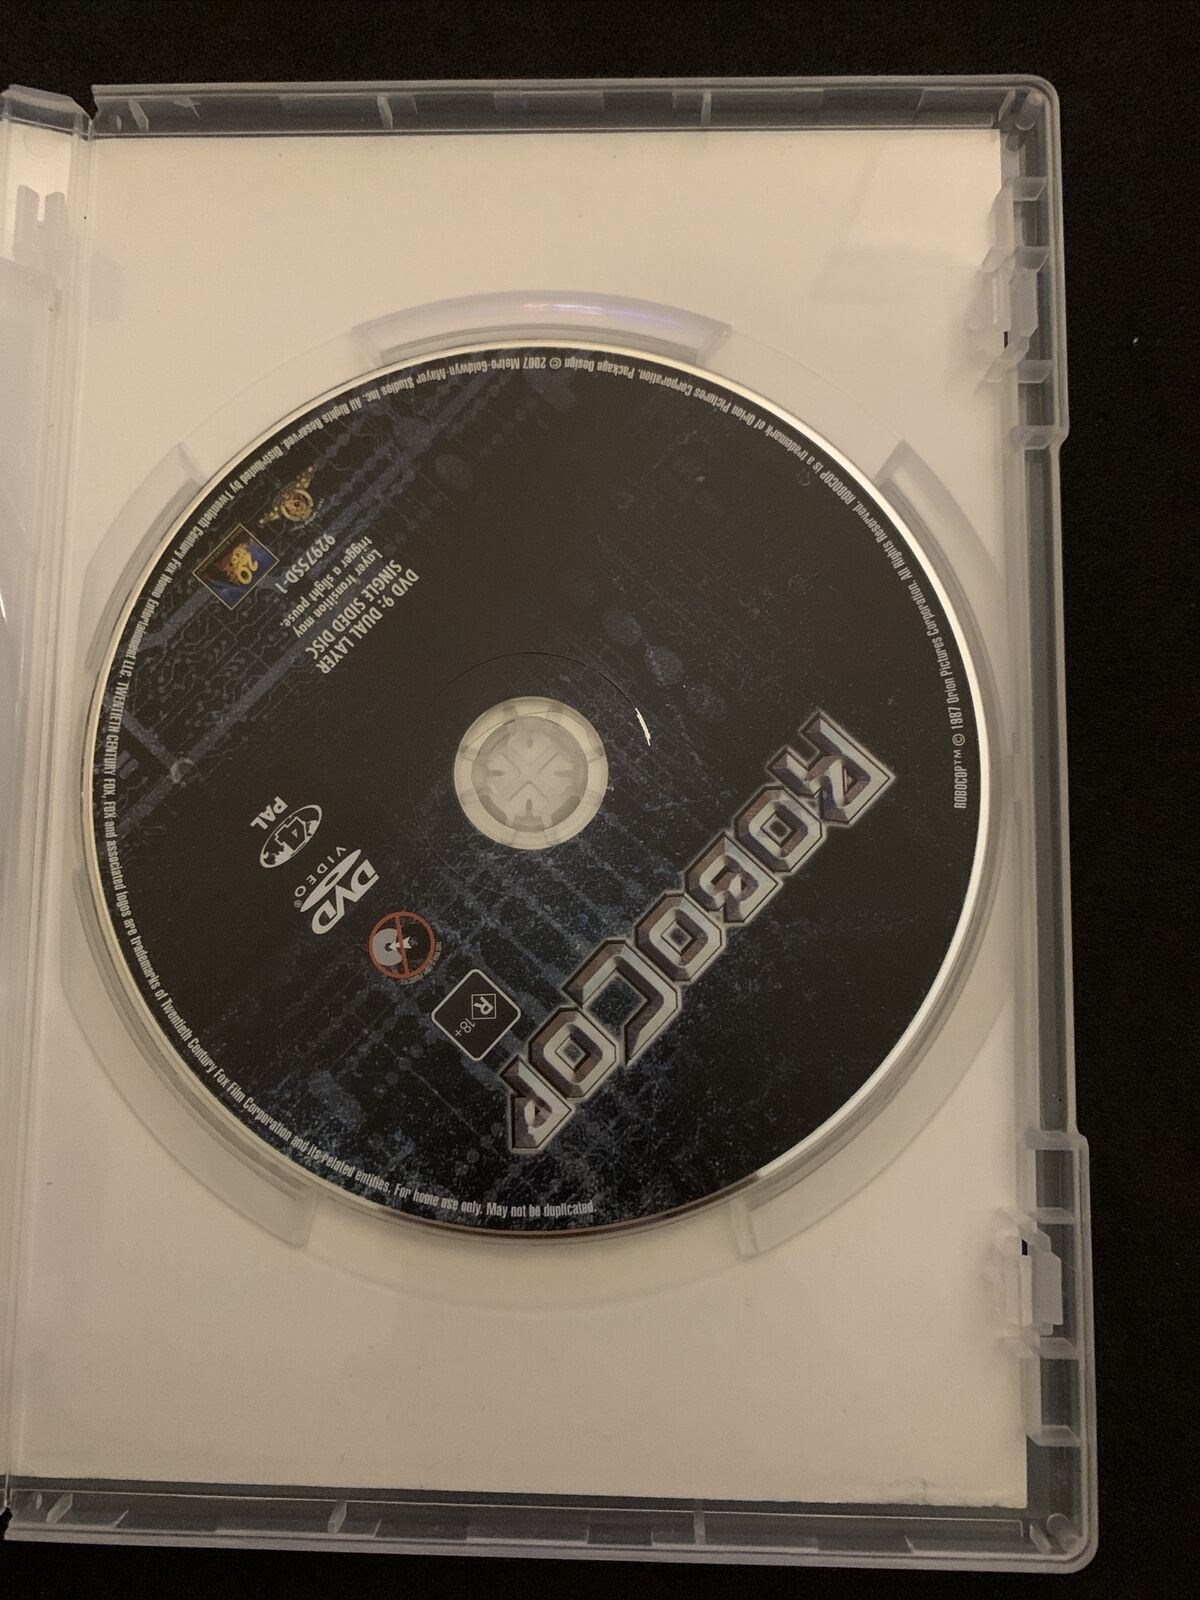 ROBOCOP
R
18+
DVD
VIDEO
®
4
PAL
DVD 9: DUAL LAYER
SINGLE SIDED DISC
Layer transition may
trigger a slight pause.
92975SD-1
20
ROBOCOP™ © 1987 Orion Pictures Corporation. All Rights Reserved. ROBOCOP is a trademark of Orion Pictures Corporation. Package Design © 2007 Metro-Goldwyn-Mayer Studios Inc. All Rights Reserved. Distributed by Twentieth Century Fox Home Entertainment LLC. TWENTIETH CENTURY FOX, FOX and associated logos are trademarks of Twentieth Century Fox Film Corporation and its related entities. For home use only. May not be duplicated.